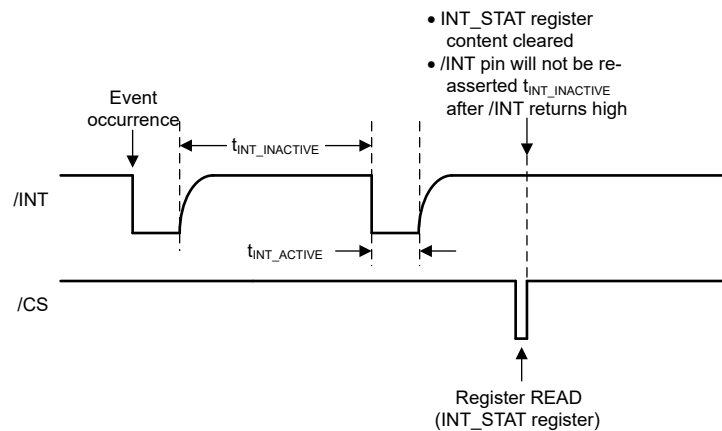 • INT_STAT register
content cleared
• /INT pin will not be re-
asserted tINT_INACTIVE
after /INT returns high
Event
occurrence
tINT_INACTIVE
/INT
tINT_ACTIVE
/CS
Register READ
(INT_STAT register)